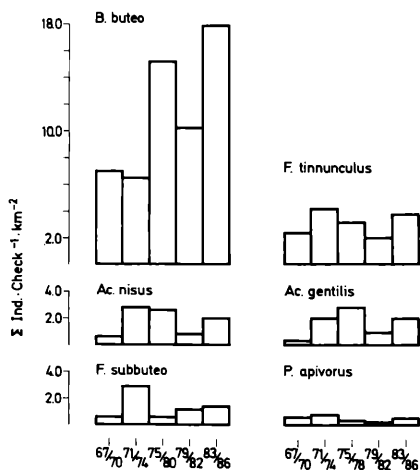 B. buteo
18.0
10.0
2.0
F. tinnunculus
Σ Ind.·Check⁻¹·km⁻²
Ac. nisus
4.0
2.0
Ac. gentilis
F. subbuteo
4.0
2.0
P. apivorus
67/70 71/74 75/80 79/82 83/86
67/70 71/74 75/78 79/82 83/86